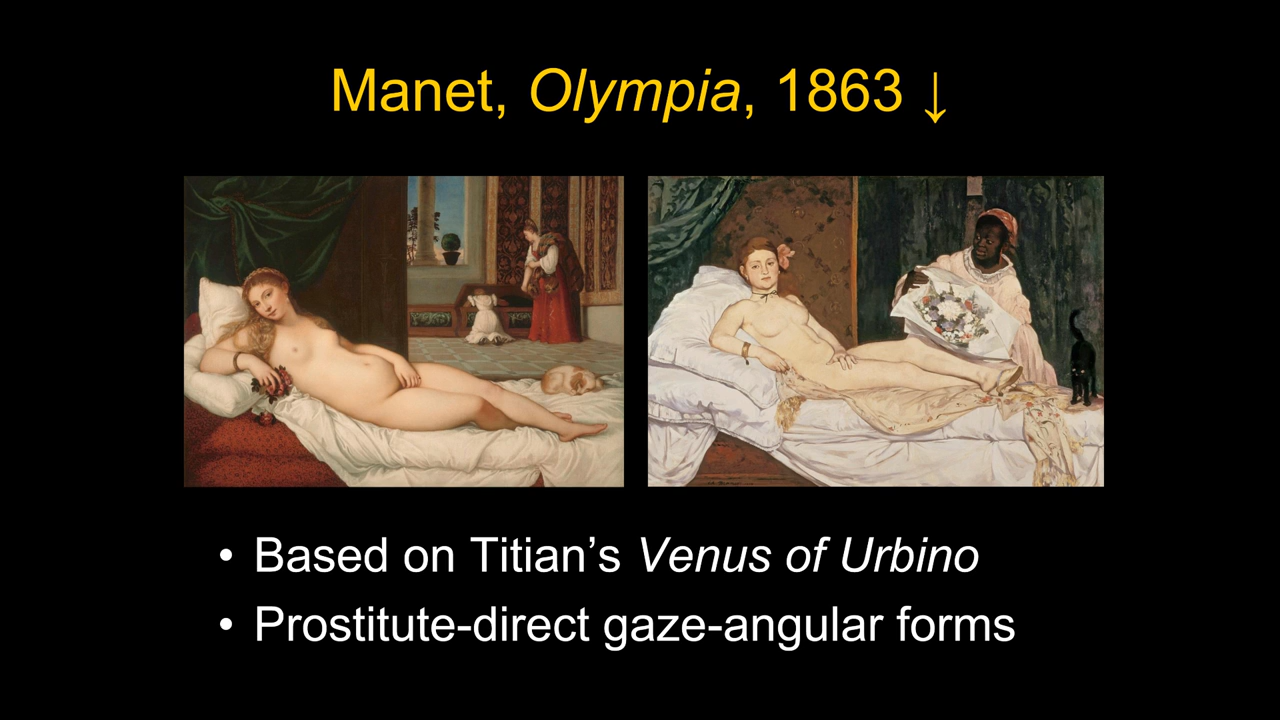 Manet, Olympia, 1863 ↓
• Based on Titian’s Venus of Urbino
• Prostitute-direct gaze-angular forms